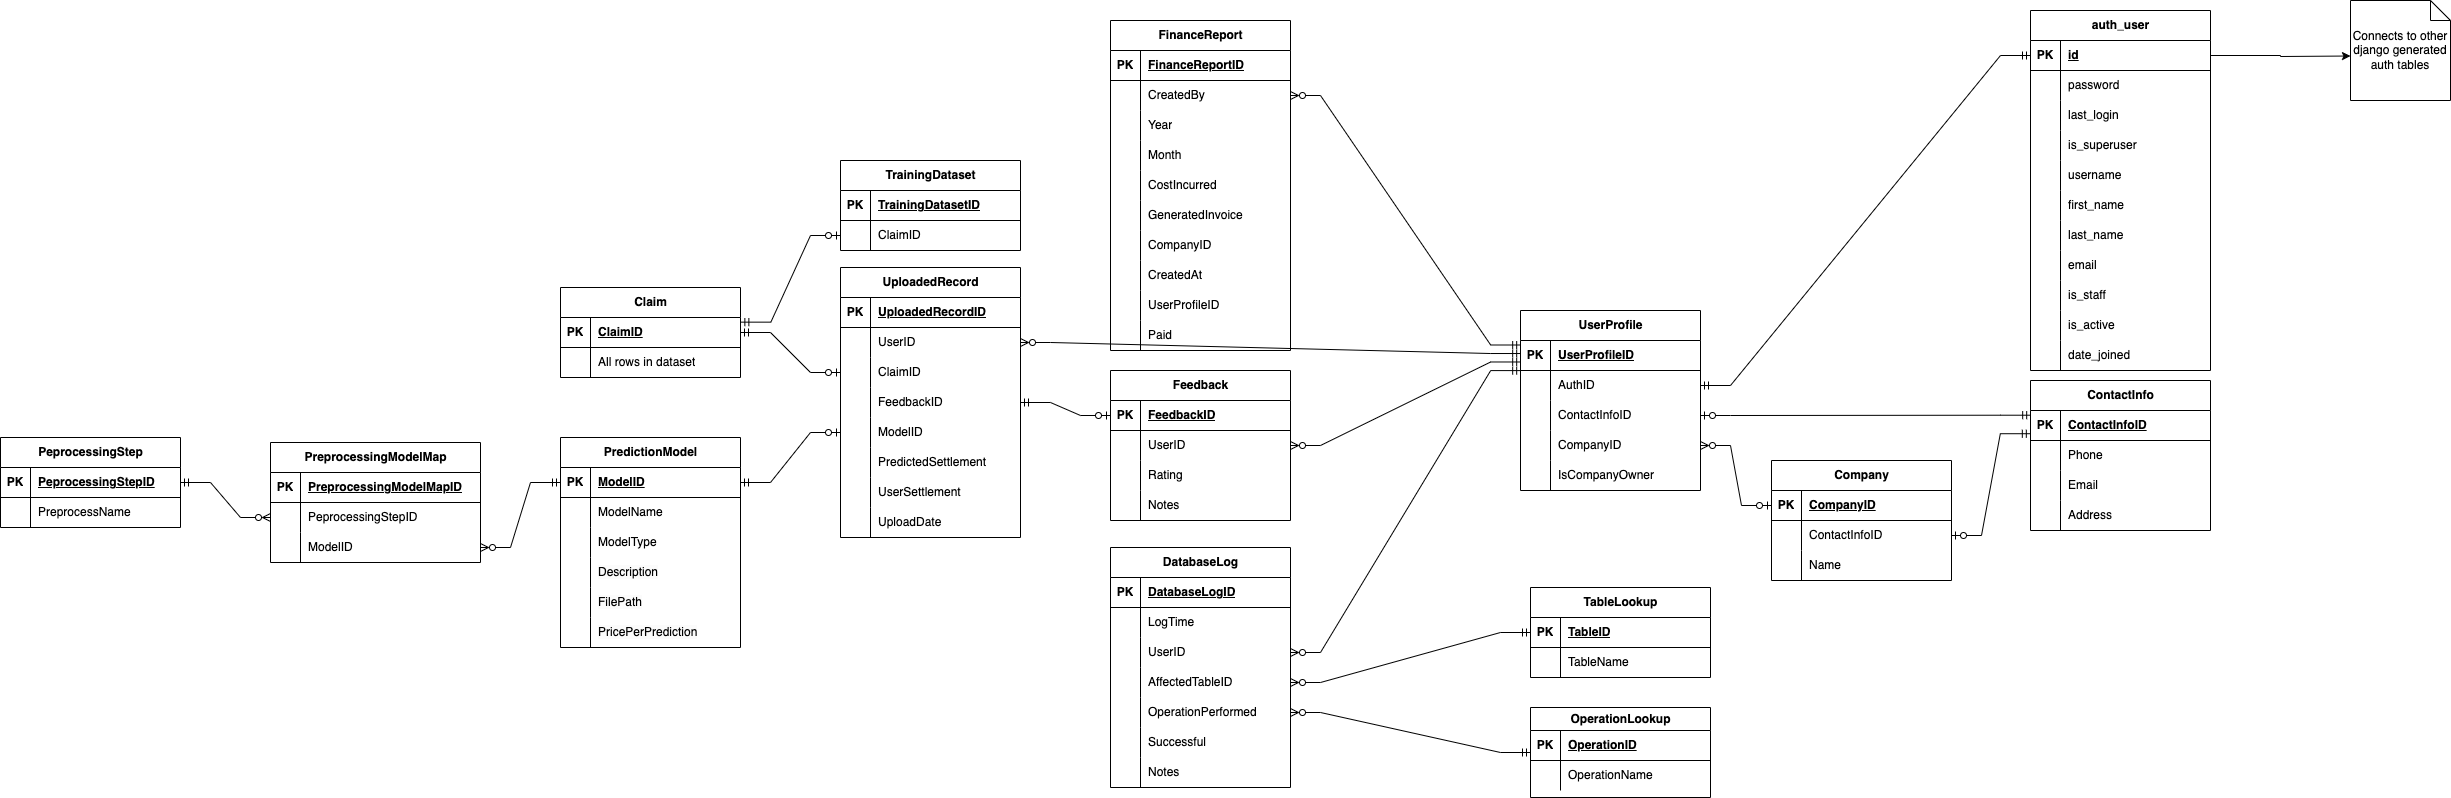 PeprocessingStep
PK PeprocessingStepID
PreprocessName
PreprocessingModelMap
PK PreprocessingModelMapID
PeprocessingStepID
ModelID
Claim
PK ClaimID
All rows in dataset
PredictionModel
PK ModelID
ModelName
ModelType
Description
FilePath
PricePerPrediction
TrainingDataset
PK TrainingDatasetID
ClaimID
UploadedRecord
PK UploadedRecordID
UserID
ClaimID
FeedbackID
ModelID
PredictedSettlement
UserSettlement
UploadDate
FinanceReport
PK FinanceReportID
CreatedBy
Year
Month
CostIncurred
GeneratedInvoice
CompanyID
CreatedAt
UserProfileID
Paid
Feedback
PK FeedbackID
UserID
Rating
Notes
DatabaseLog
PK DatabaseLogID
LogTime
UserID
AffectedTableID
OperationPerformed
Successful
Notes
UserProfile
PK UserProfileID
AuthID
ContactInfoID
CompanyID
IsCompanyOwner
TableLookup
PK TableID
TableName
OperationLookup
PK OperationID
OperationName
Company
PK CompanyID
ContactInfoID
Name
auth_user
PK id
password
last_login
is_superuser
username
first_name
last_name
email
is_staff
is_active
date_joined
ContactInfo
PK ContactInfoID
Phone
Email
Address
Connects to other
django generated
auth tables